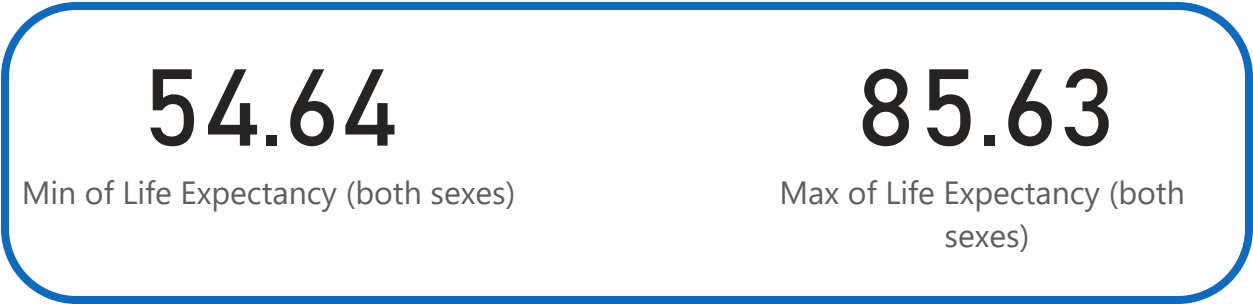 54.64
Min of Life Expectancy (both sexes)
85.63
Max of Life Expectancy (both
sexes)